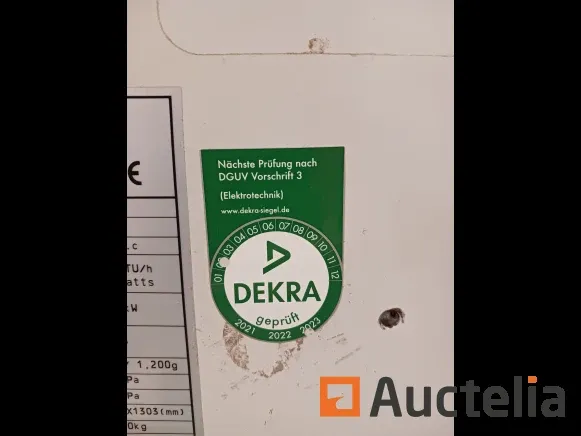 CE
.c
TU/h
atts
kW
1,200g
Pa
Pa
X1303(mm)
0kg
Nächste Prüfung nach
DGUV Vorschrift 3
(Elektrotechnik)
www.dekra-siegel.de
01 02 03 04 05 06 07 08 09 10 11 12
DEKRA
geprüft
2021 2022 2023
Auctelia